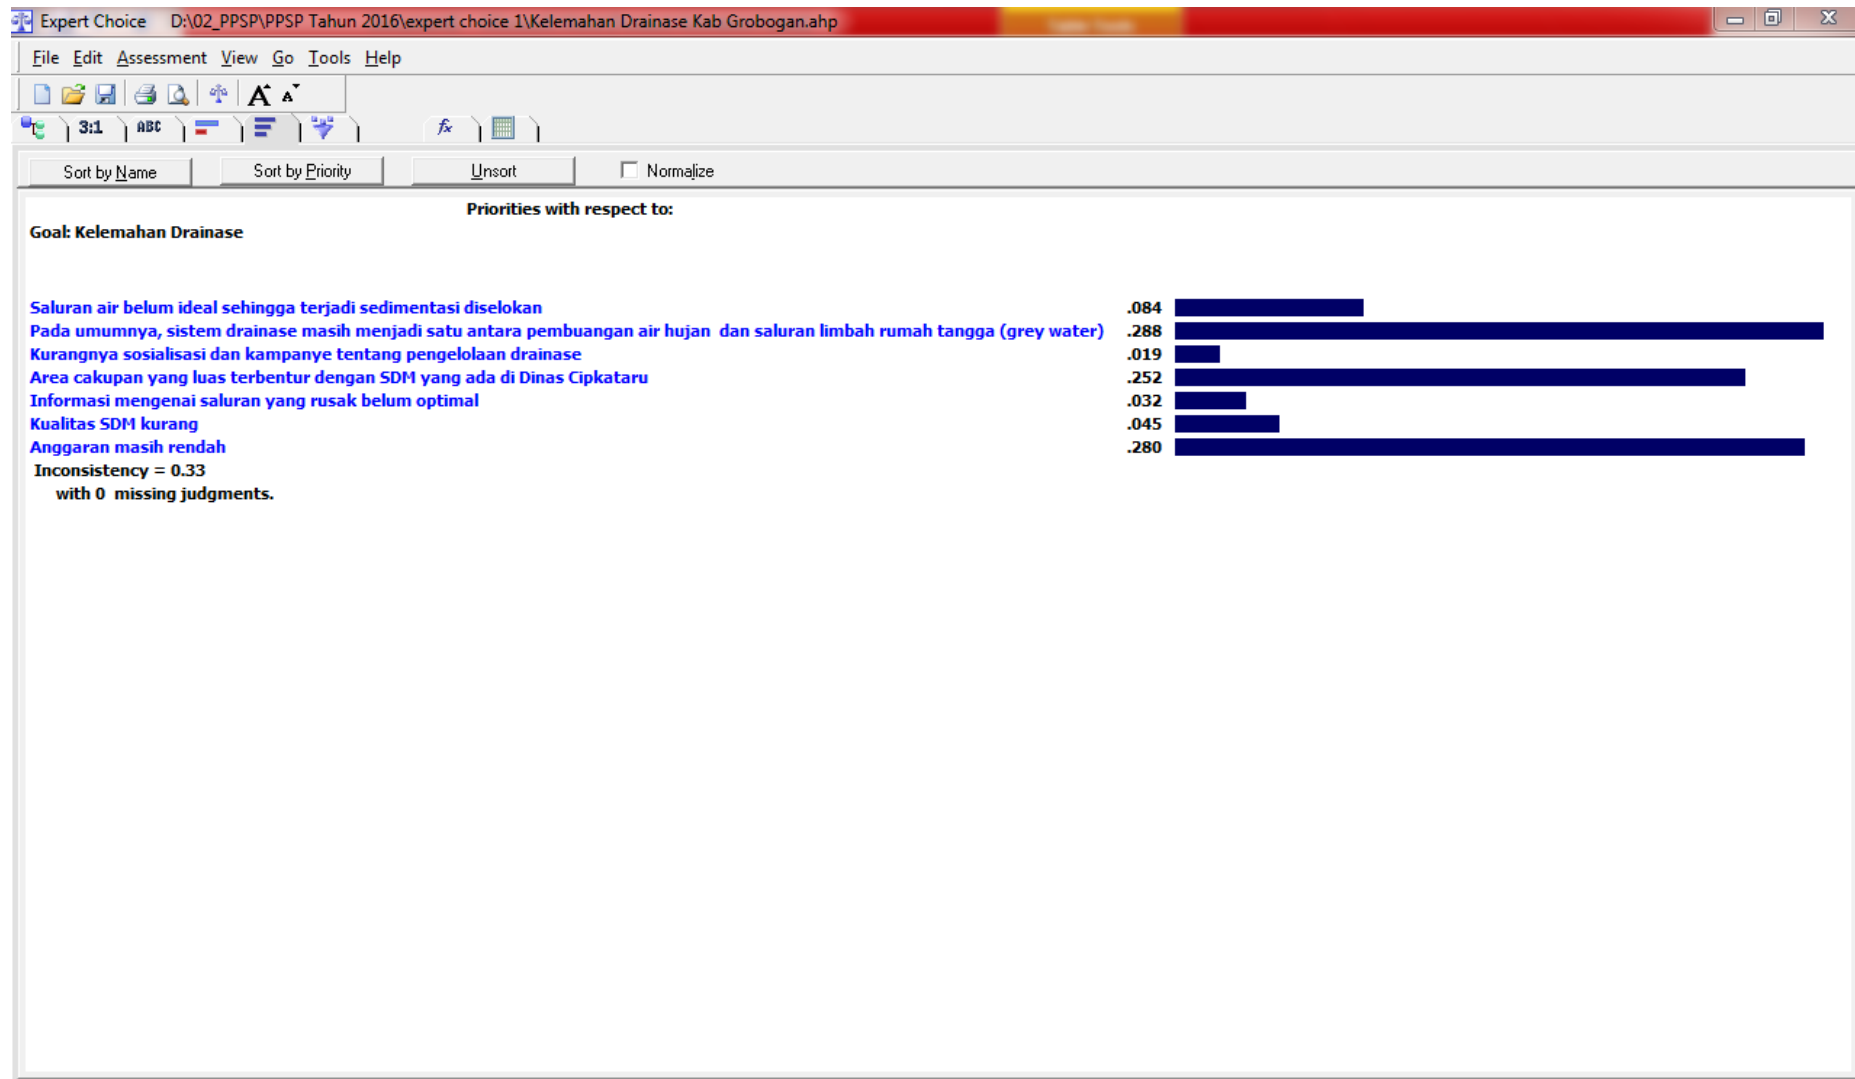 Expert Choice D:\02_PPSP\PPSP Tahun 2016\expert choice 1\Kelemahan Drainase Kab Grobogan.ahp
File Edit Assessment View Go Tools Help
A A
3:1 ABC fx
Sort by Name Sort by Priority Unsort Normalize
Priorities with respect to:
Goal: Kelemahan Drainase
Saluran air belum ideal sehingga terjadi sedimentasi diselokan .084
Pada umumnya, sistem drainase masih menjadi satu antara pembuangan air hujan dan saluran limbah rumah tangga (grey water) .288
Kurangnya sosialisasi dan kampanye tentang pengelolaan drainase .019
Area cakupan yang luas terbentur dengan SDM yang ada di Dinas Cipkataru .252
Informasi mengenai saluran yang rusak belum optimal .032
Kualitas SDM kurang .045
Anggaran masih rendah .280
Inconsistency = 0.33
with 0 missing judgments.